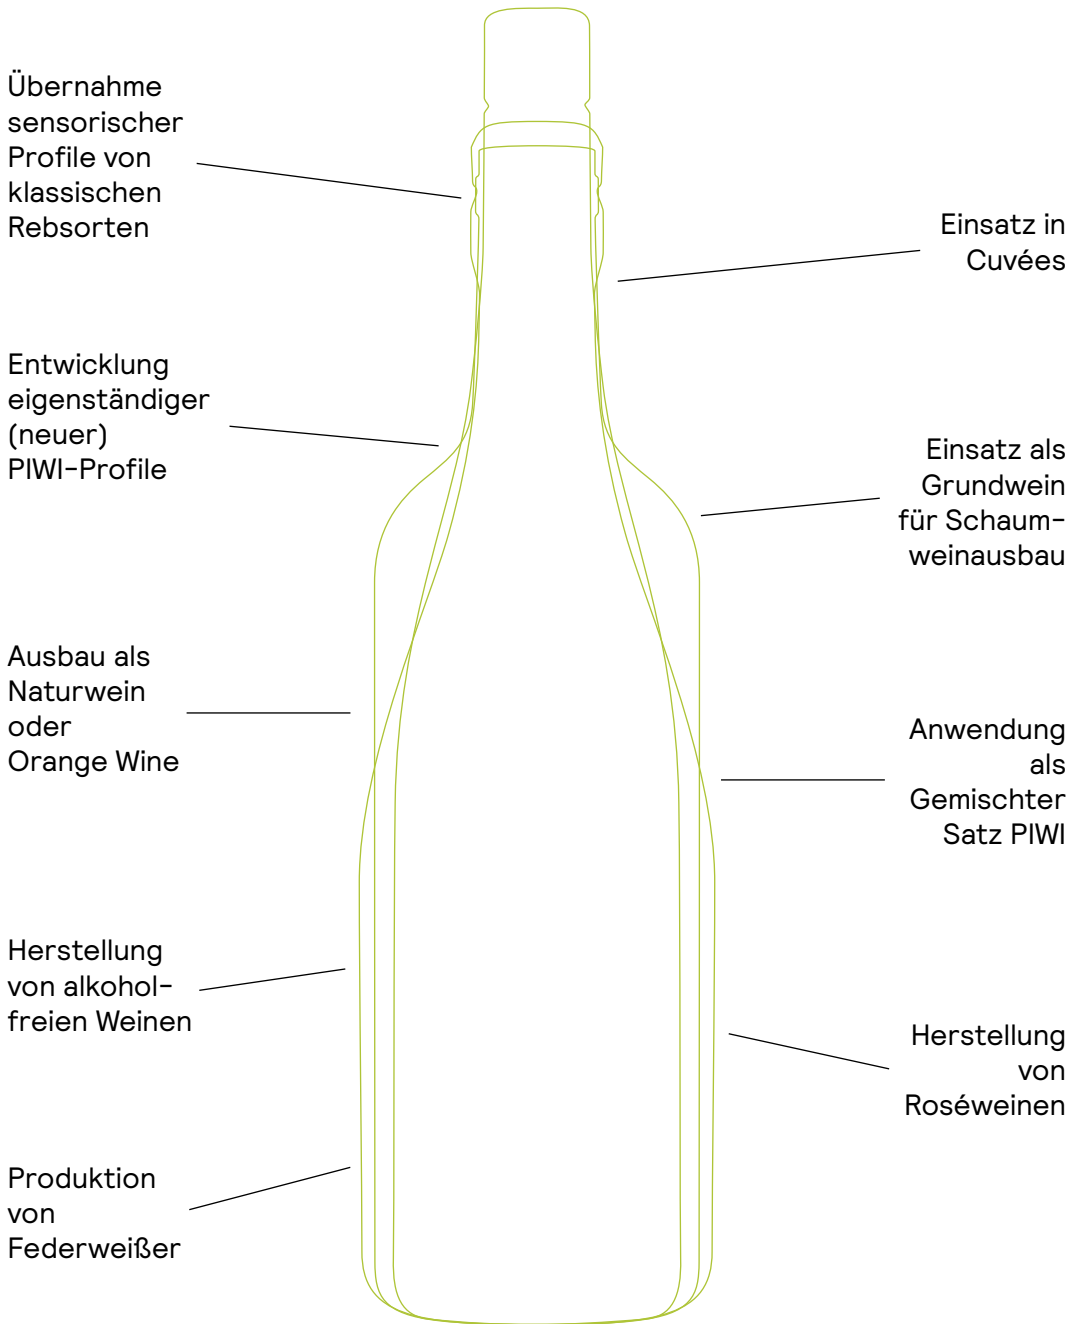 Übernahme
sensorischer
Profile von
klassischen
Rebsorten
Entwicklung
eigenständiger
(neuer)
PIWI-Profile
Ausbau als
Naturwein
oder
Orange Wine
Herstellung
von alkohol-
freien Weinen
Produktion
von
Federweißer
Einsatz in
Cuvées
Einsatz als
Grundwein
für Schaum-
weinausbau
Anwendung
als
Gemischter
Satz PIWI
Herstellung
von
Roséweinen